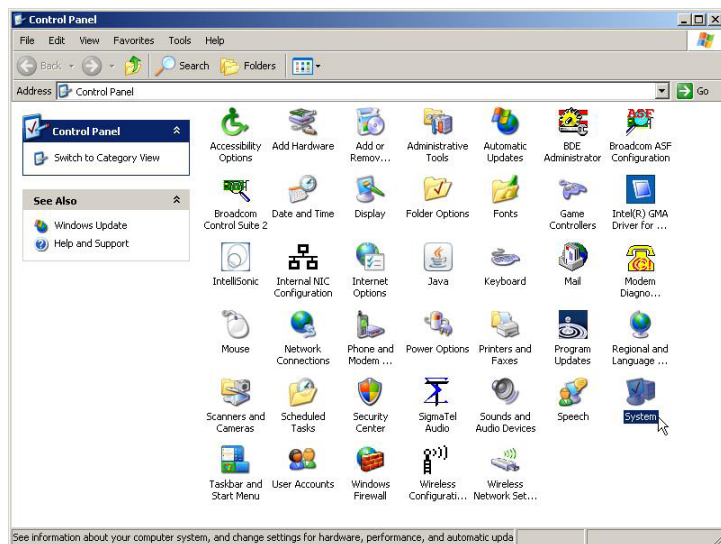 Control Panel
File Edit View Favorites Tools Help
Back Search Folders
Address Control Panel Go
Control Panel
Switch to Category View
See Also
Windows Update
Help and Support
Accessibility Options
Add Hardware
Add or Remov...
Administrative Tools
Automatic Updates
BDE Administrator
ASF
Broadcom ASF Configuration
Broadcom Control Suite 2
Date and Time
Display
Folder Options
Fonts
Game Controllers
Intel(R) GMA Driver for ...
IntelliSonic
Internal NIC Configuration
Internet Options
Java
Keyboard
Mail
Modem Diagno...
Mouse
Network Connections
Phone and Modem ...
Power Options
Printers and Faxes
Program Updates
Regional and Language ...
Scanners and Cameras
Scheduled Tasks
Security Center
SigmaTel Audio
Sounds and Audio Devices
Speech
System
Taskbar and Start Menu
User Accounts
Windows Firewall
Wireless Configurati...
Wireless Network Set...
See information about your computer system, and change settings for hardware, performance, and automatic upda